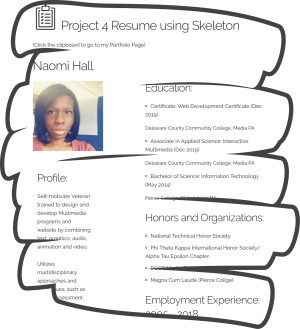 Project 4 Resume using Skeleton
(Click the clipboard to go to my Portfolio Page)
Naomi Hall
Profile:
Self-motivate Veteran
trained to design and
develop Multimedia
programs and
website by combining
text, graphics, audio,
animation and video.
Utilizes
multidisciplinary
approaches and
such as
Education:
Certificate: Web Development Certificate (Dec
2019)
Delaware County Community College, Media PA
Associate in Applied Science: Interactive
Multimedia (Dec 2019)
Delaware County Community College, Media PA
Bachelor of Science: Information Technology
(May 2014)
Peirce College
Honors and Organizations:
National Technical Honor Society
Phi Theta Kappa International Honor Society/
Alpha Tau Epsilon Chapter
Magna Cum Laude (Peirce College)
Employment Experience:
2005 - 2018